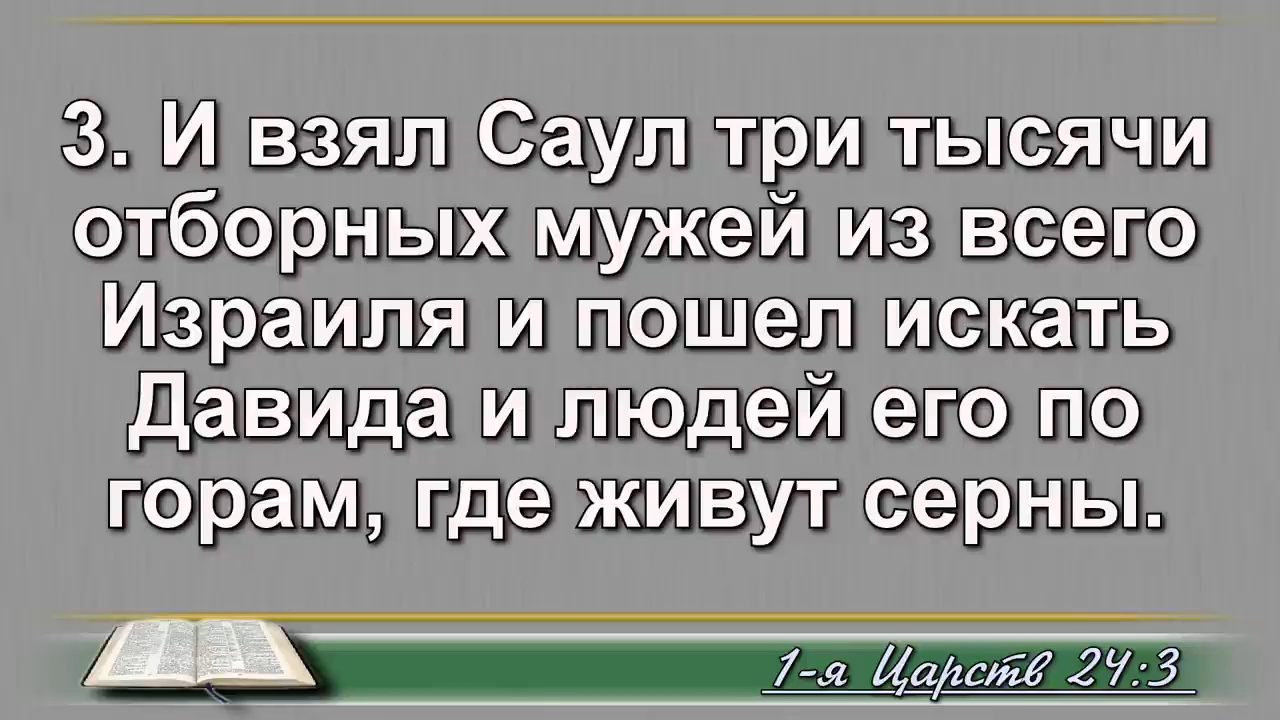 3. И взял Саул три тысячи
отборных мужей из всего
Израиля и пошел искать
Давида и людей его по
горам, где живут серны.
1-я Царств 24:3